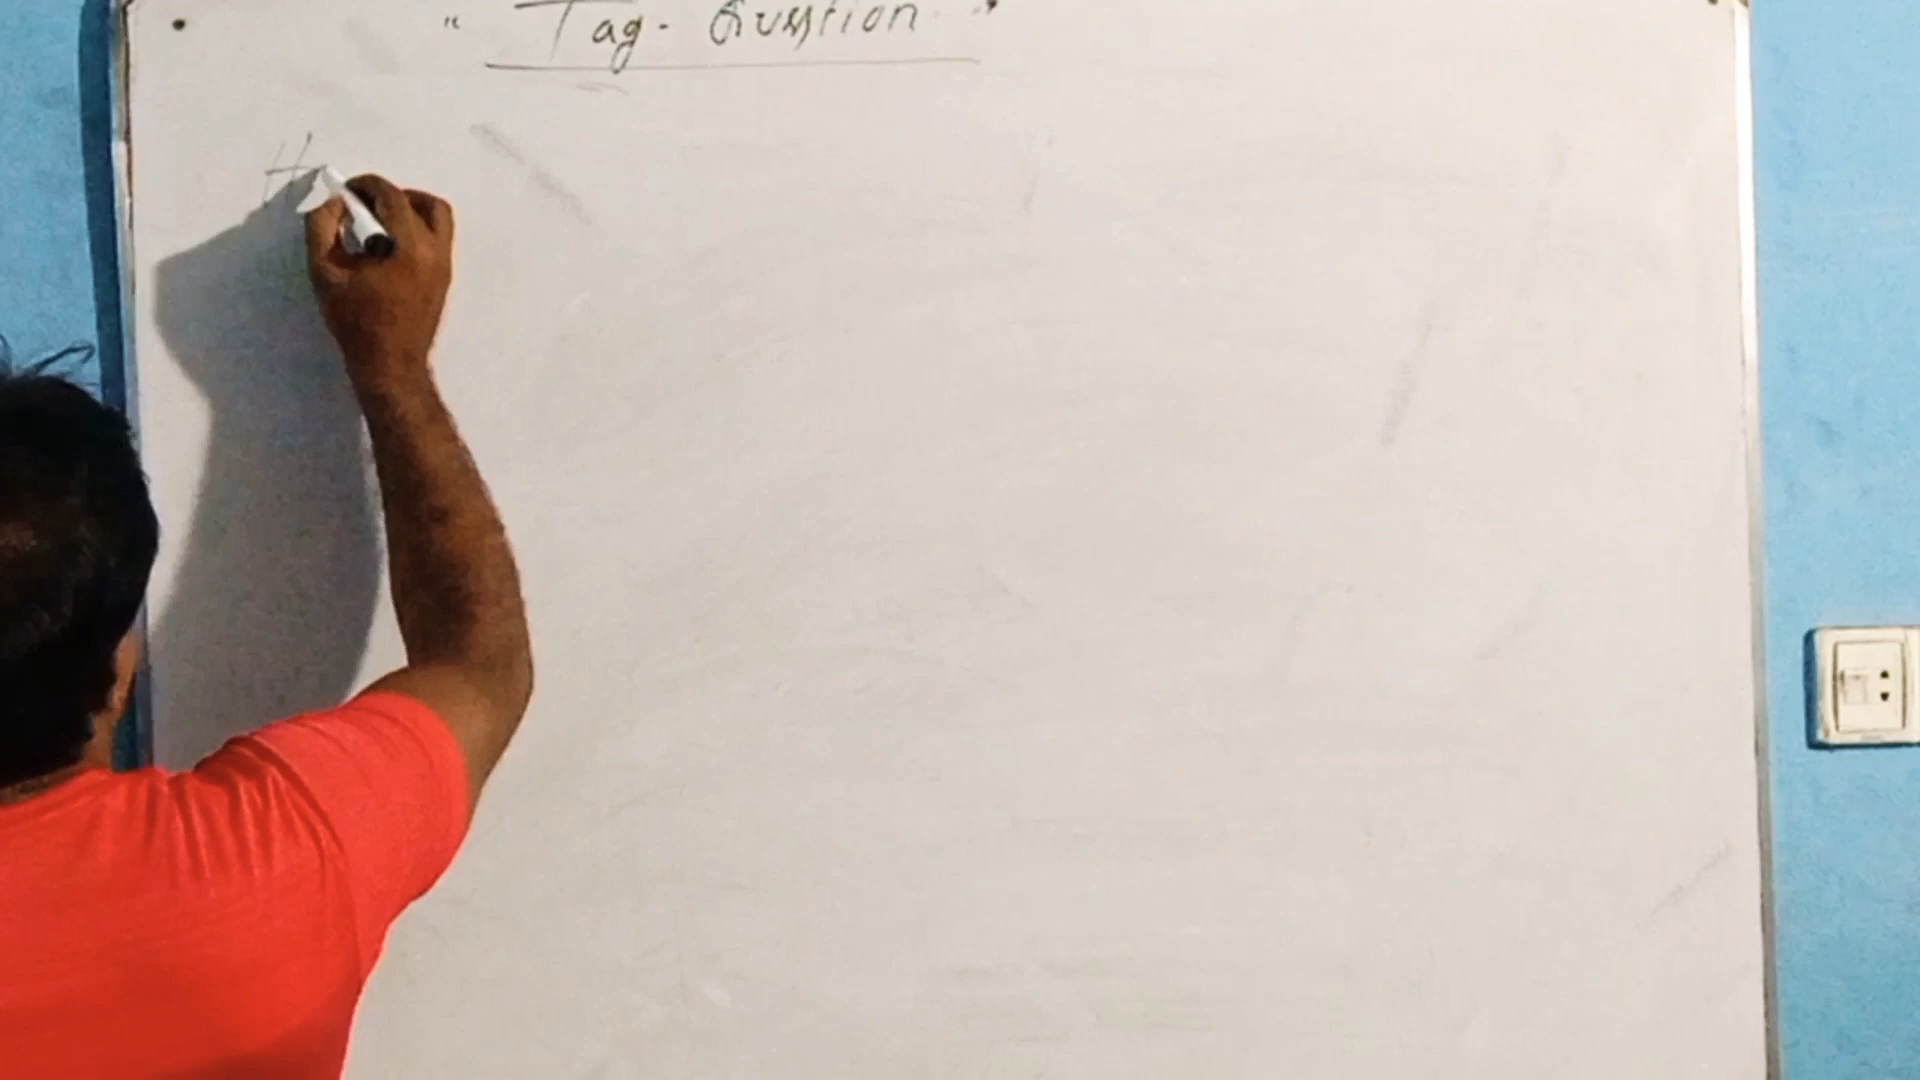 " Tag - Question "
H